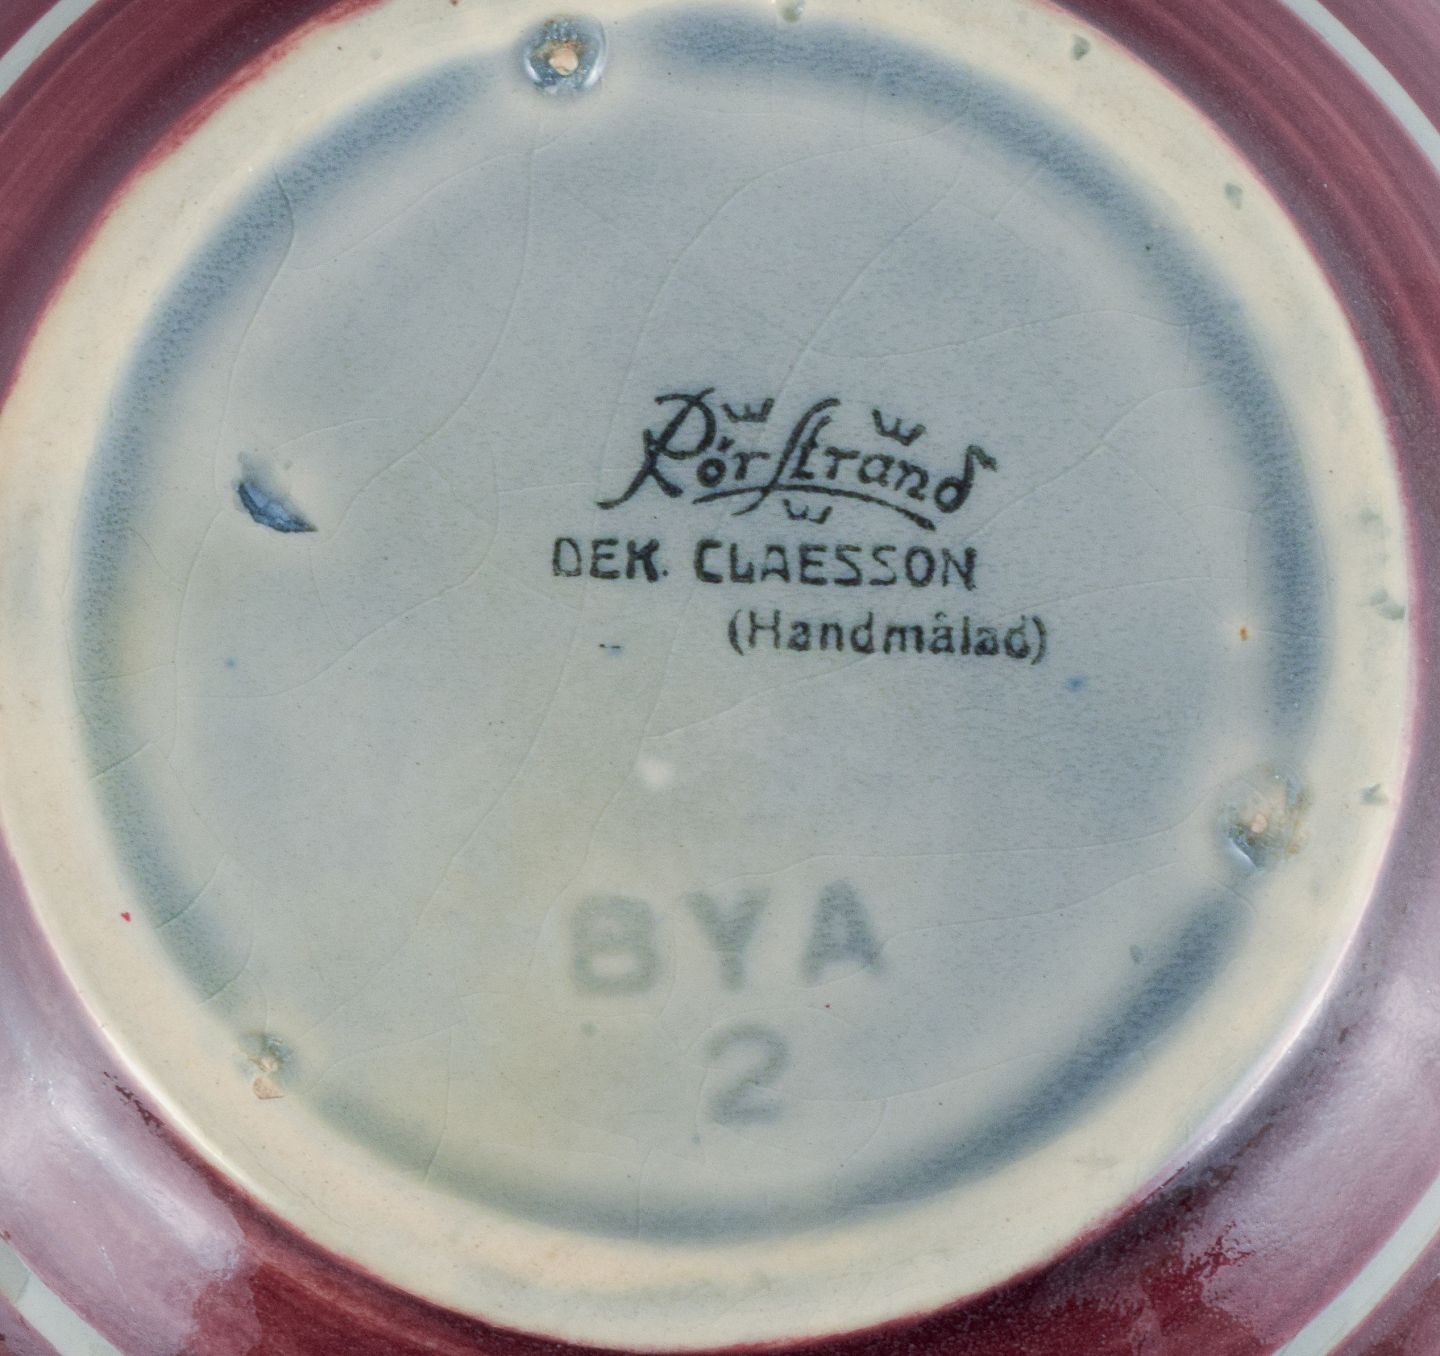 Rörstrand
DEK. CLAESSON
(Handmålad)
BYA
2